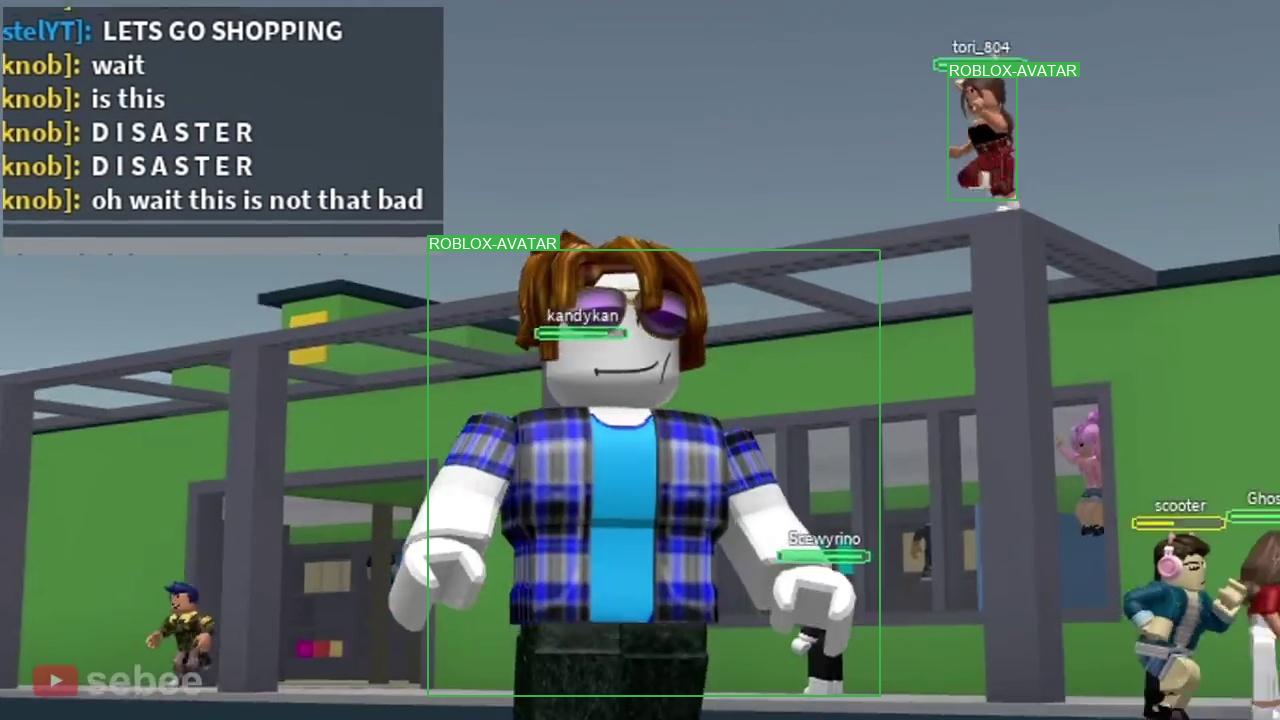 stelYT]: LETS GO SHOPPING
knob]: wait
knob]: is this
knob]: D I S A S T E R
knob]: D I S A S T E R
knob]: oh wait this is not that bad
tori_804
ROBLOX-AVATAR
ROBLOX-AVATAR
kandykan
Scewyrino
scooter
Ghos
sebee